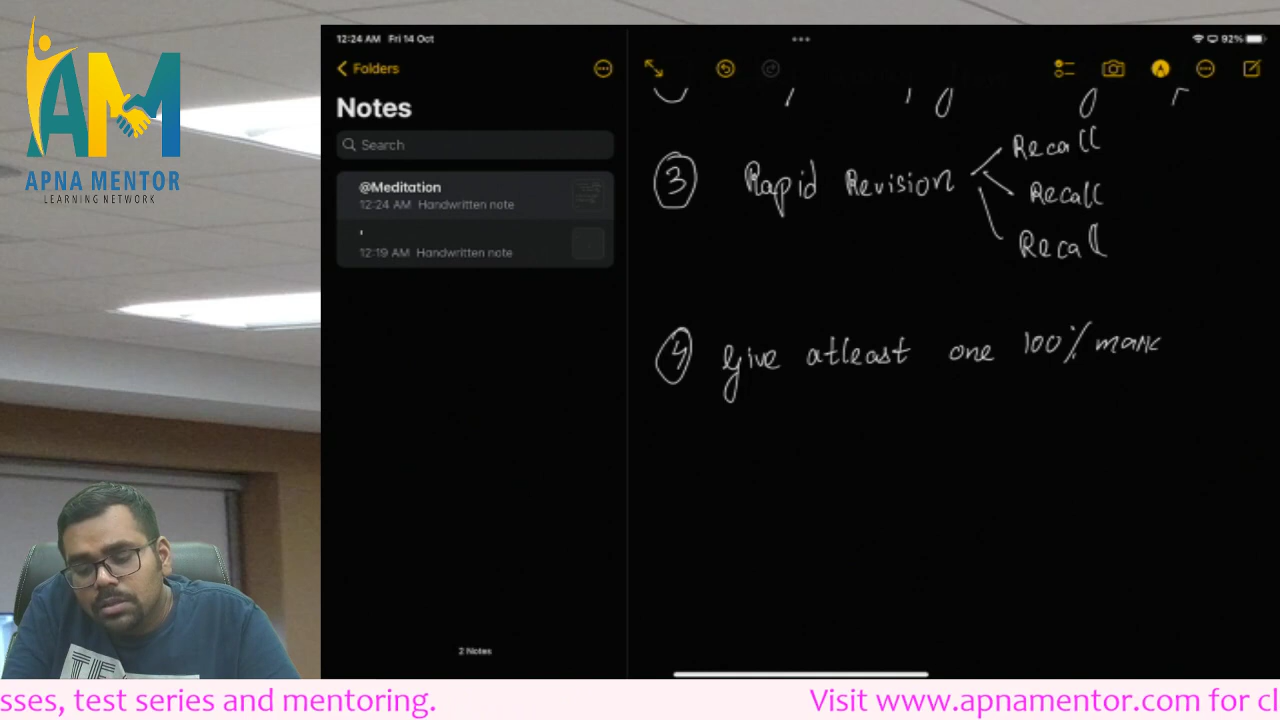 APNA MENTOR
LEARNING NETWORK
12:24 AM Fri 14 Oct
92%
Folders
Notes
Search
@Meditation
12:24 AM Handwritten note
'
12:19 AM Handwritten note
2 Notes
3 Rapid Revision
Recall
Recall
Recall
4 Give atleast one 100% mark
sses, test series and mentoring. Visit www.apnamentor.com for cl